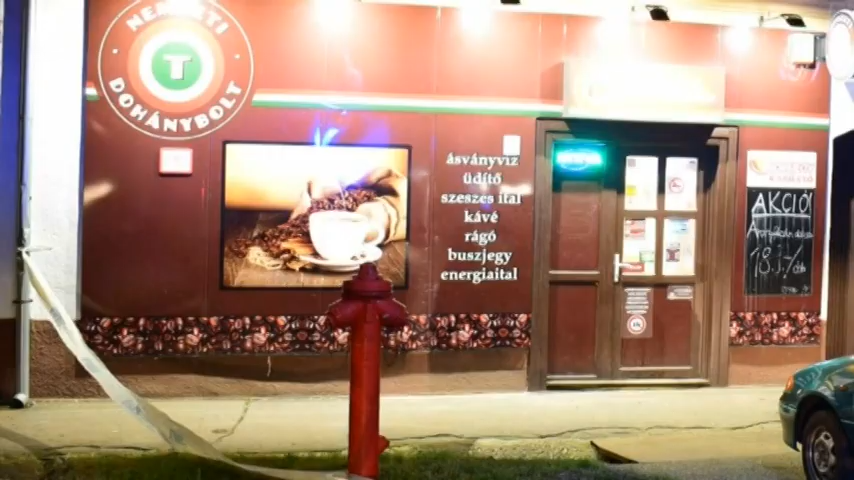 NEMZETI
T
DOHÁNYBOLT
ásványvíz
üdítő
szeszes ital
kávé
rágó
buszjegy
energiaital
AKCIÓ!